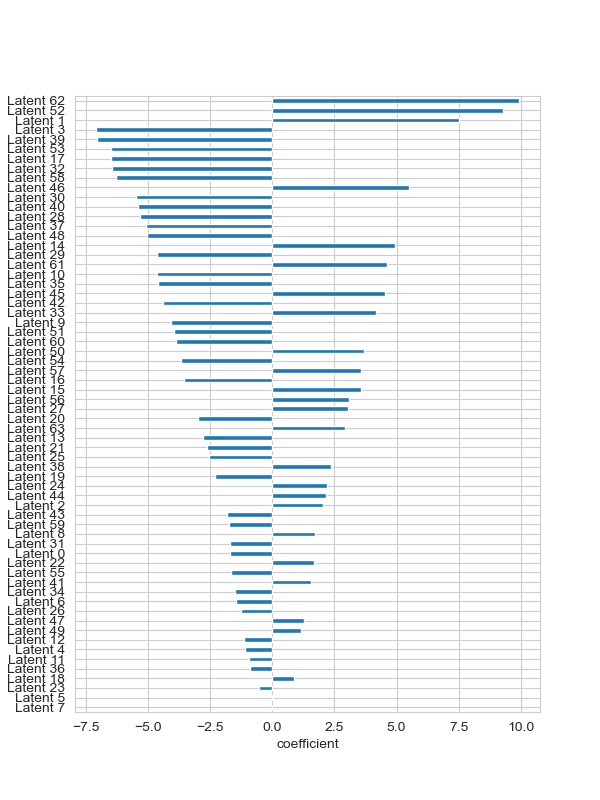 Latent 62
Latent 52
Latent 1
Latent 3
Latent 39
Latent 53
Latent 17
Latent 32
Latent 58
Latent 46
Latent 30
Latent 40
Latent 28
Latent 37
Latent 48
Latent 14
Latent 29
Latent 61
Latent 10
Latent 35
Latent 45
Latent 42
Latent 33
Latent 9
Latent 51
Latent 60
Latent 50
Latent 54
Latent 57
Latent 16
Latent 15
Latent 56
Latent 27
Latent 20
Latent 63
Latent 13
Latent 21
Latent 25
Latent 38
Latent 19
Latent 24
Latent 44
Latent 2
Latent 43
Latent 59
Latent 8
Latent 31
Latent 0
Latent 22
Latent 55
Latent 41
Latent 34
Latent 6
Latent 26
Latent 47
Latent 49
Latent 12
Latent 4
Latent 11
Latent 36
Latent 18
Latent 23
Latent 5
Latent 7
−7.5 −5.0 −2.5 0.0 2.5 5.0 7.5 10.0
coefficient